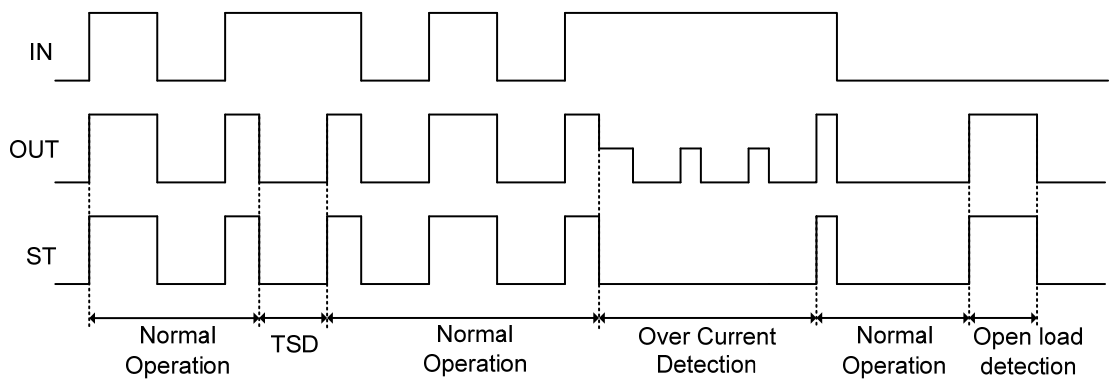 IN
OUT
ST
Normal
Operation
TSD
Normal
Operation
Over Current
Detection
Normal
Operation
Open load
detection